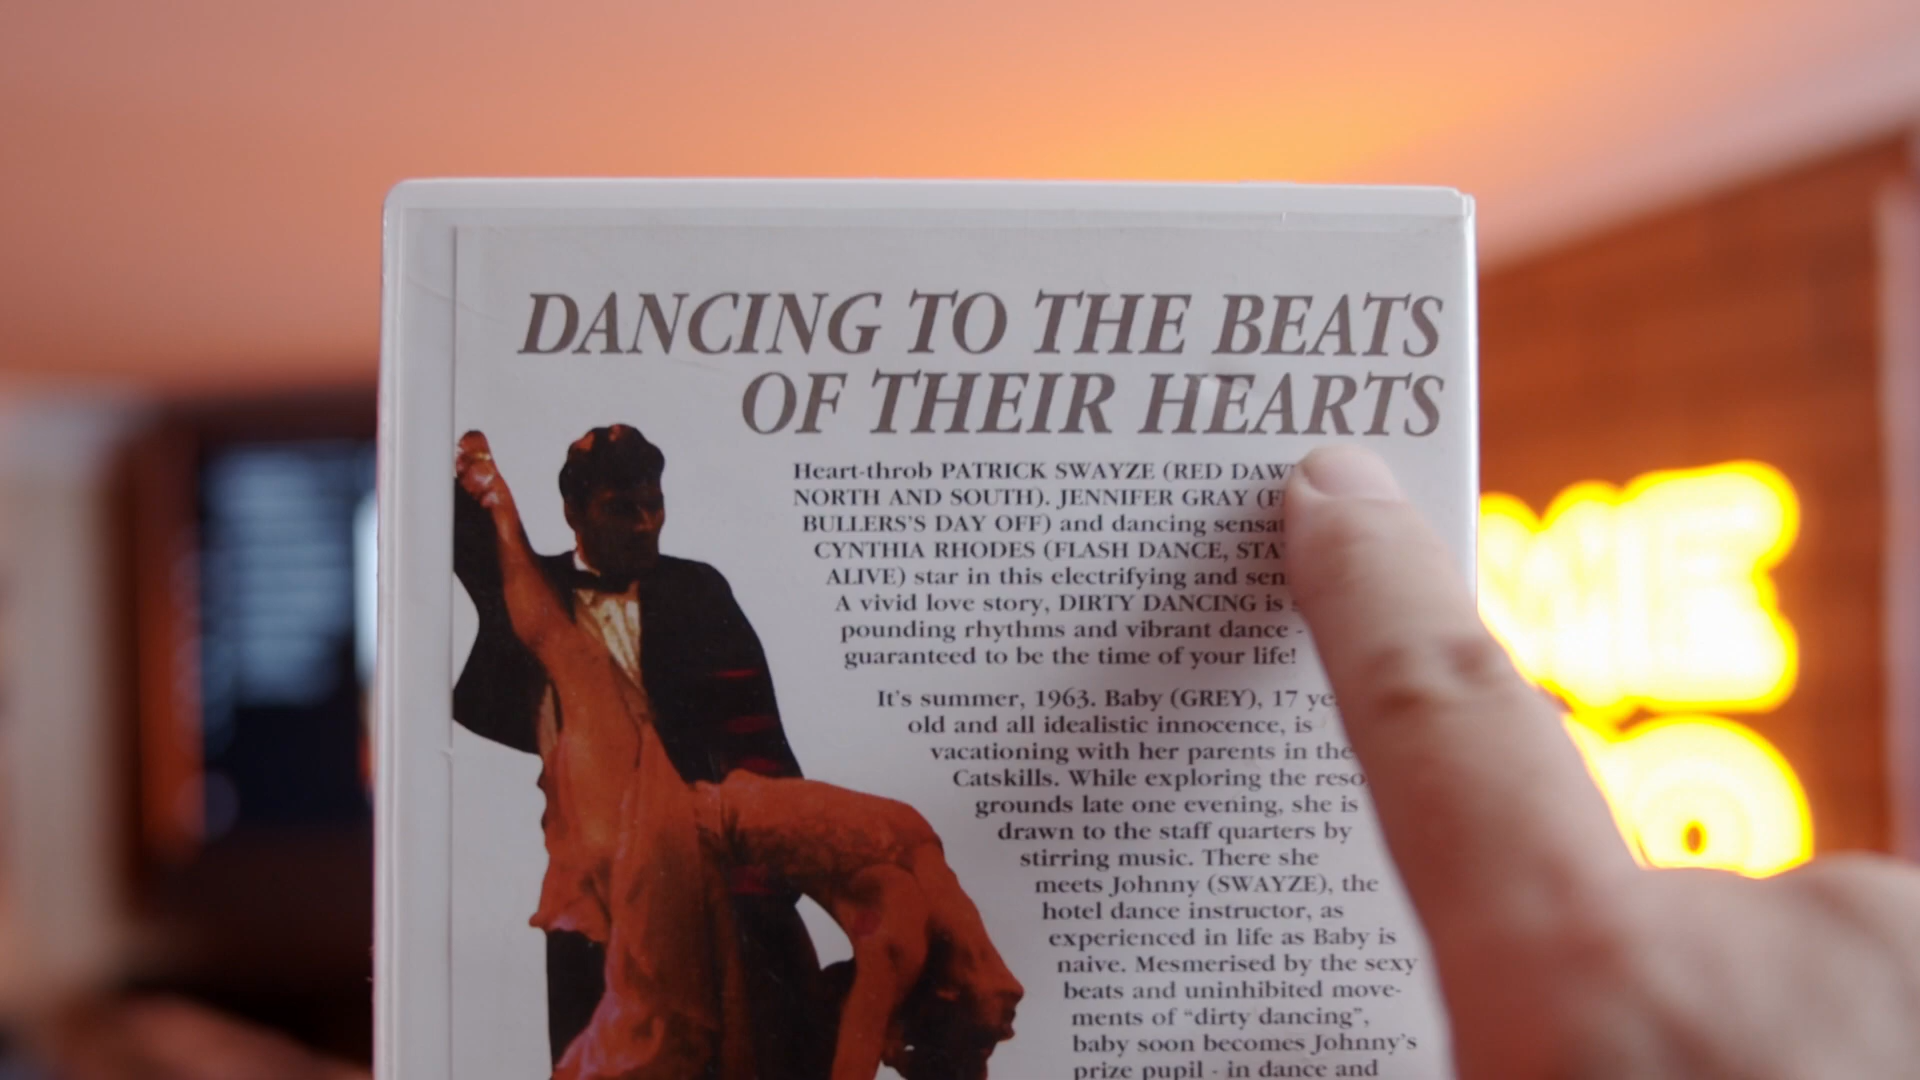 DANCING TO THE BEATS
OF THEIR HEARTS
Heart-throb PATRICK SWAYZE (RED
NORTH AND SOUTH). JENNIFER GRAY
BULLERS'S DAY OFF) and dancing
CYNTHIA RHODES (FLASH DANCE,
ALIVE) star in this electrifying and
A vivid love story, DIRTY DANCING is
pounding rhythms and vibrant dance -
guaranteed to be the time of your life!
It's summer, 1963. Baby (GREY), 17
old and all idealistic innocence, is
vacationing with her parents in the
Catskills. While exploring the
grounds late one evening, she is
drawn to the staff quarters by
stirring music. There she
meets Johnny (SWAYZE), the
hotel dance instructor, as
experienced in life as Baby is
naive. Mesmerised by the sexy
beats and uninhibited move-
ments of "dirty dancing",
baby soon becomes Johnny's
prize pupil - in dance and